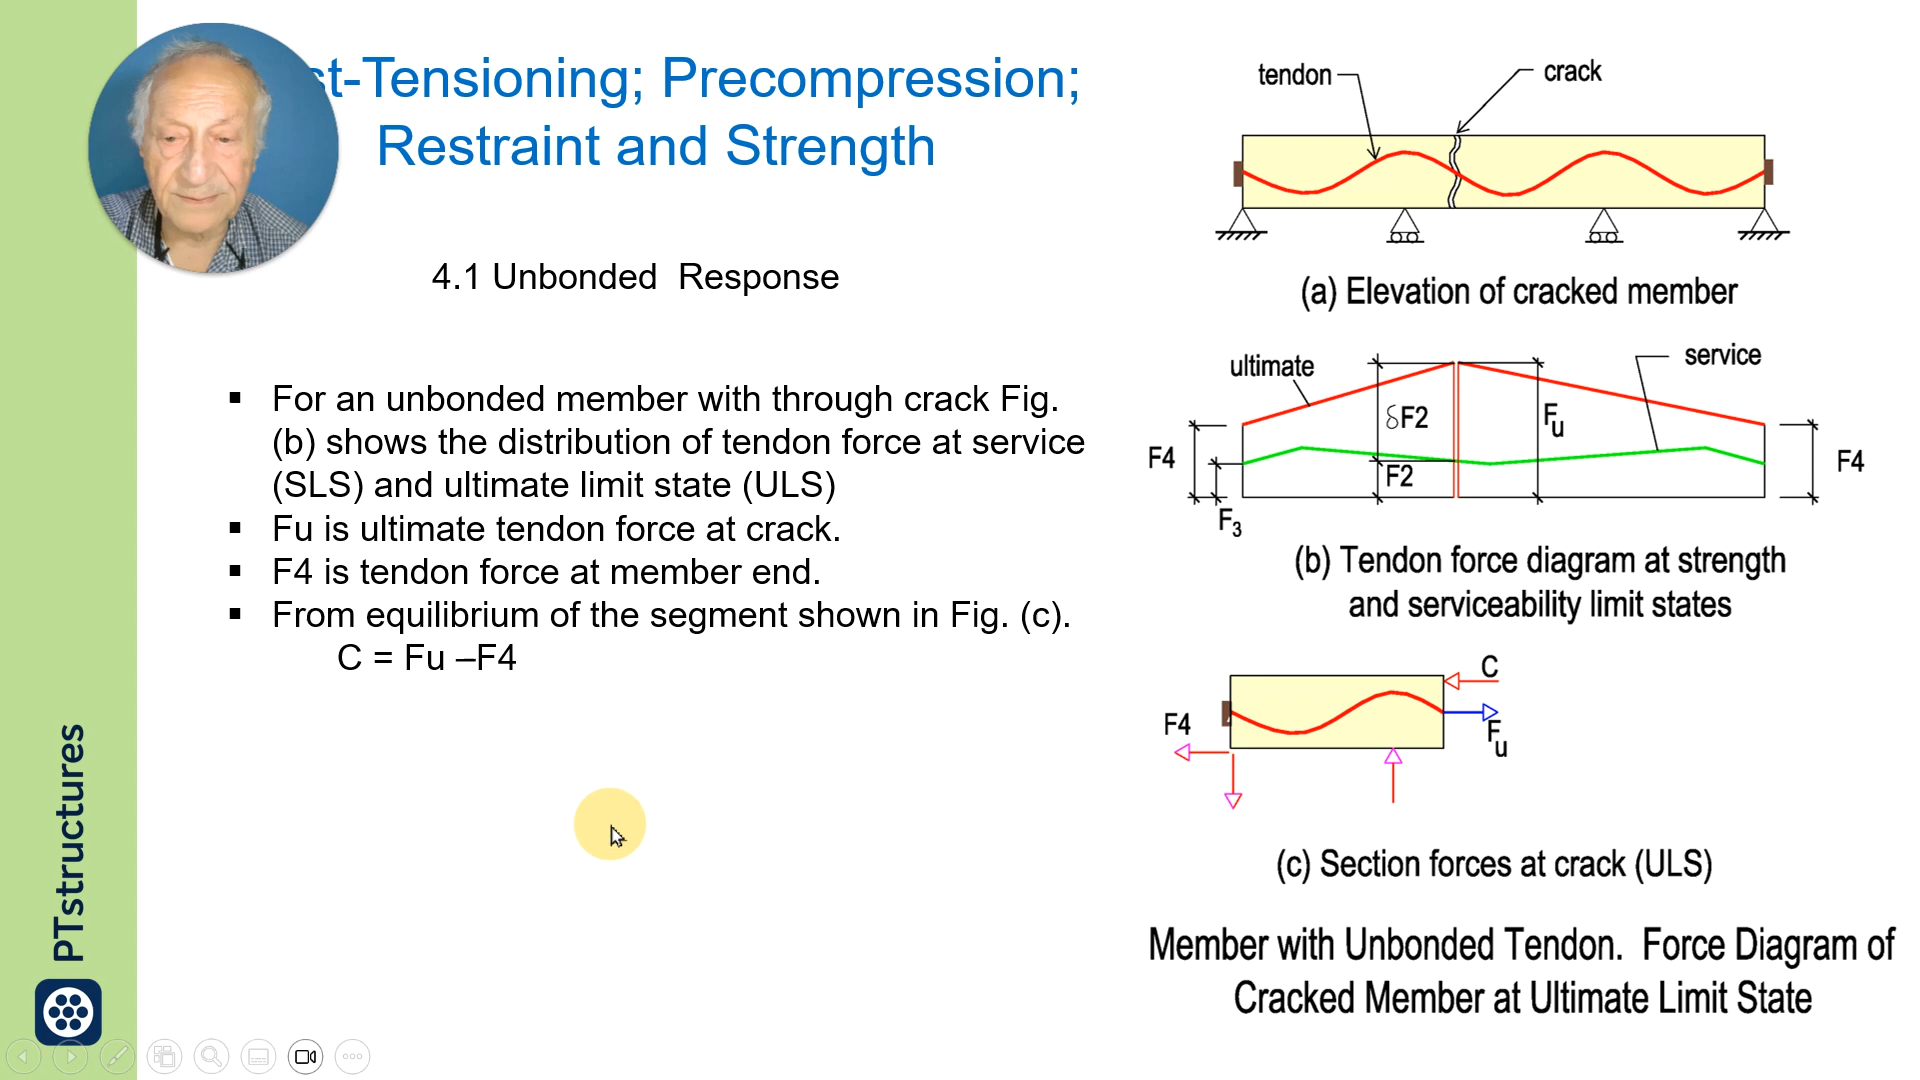 st-Tensioning; Precompression;
Restraint and Strength
4.1 Unbonded  Response
▪ For an unbonded member with through crack Fig.
(b) shows the distribution of tendon force at service
(SLS) and ultimate limit state (ULS)
▪ Fu is ultimate tendon force at crack.
▪ F4 is tendon force at member end.
▪ From equilibrium of the segment shown in Fig. (c).
C = Fu –F4
PTstructures
tendon
crack
(a) Elevation of cracked member
ultimate
service
δF2
Fu
F4
F4
F2
F3
(b) Tendon force diagram at strength
and serviceability limit states
C
F4
Fu
(c) Section forces at crack (ULS)
Member with Unbonded Tendon.  Force Diagram of
Cracked Member at Ultimate Limit State